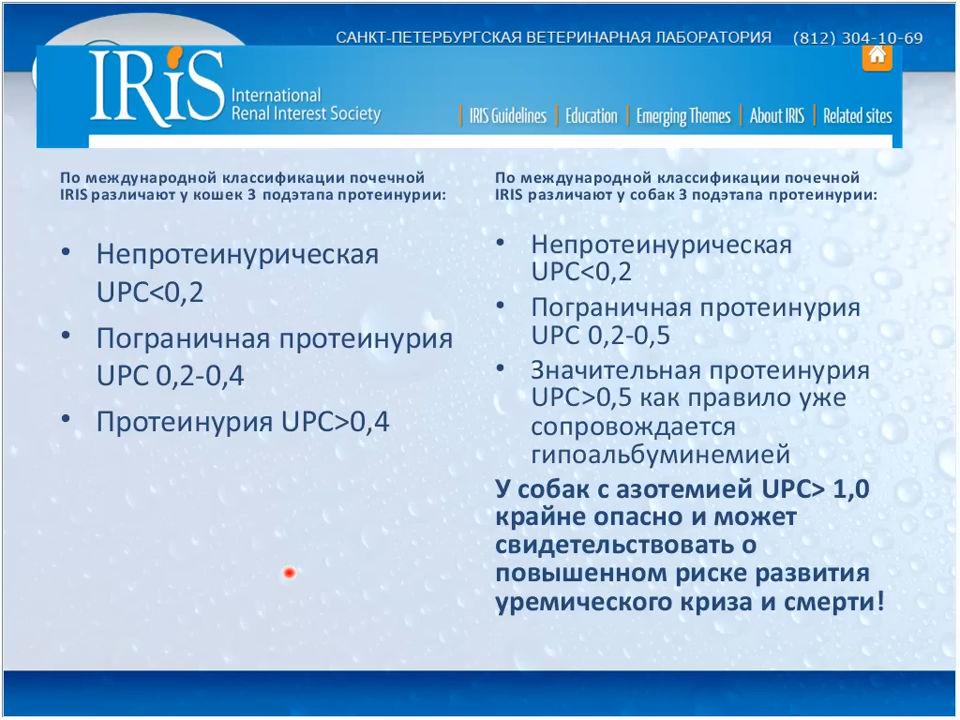 САНКТ-ПЕТЕРБУРГСКАЯ ВЕТЕРИНАРНАЯ ЛАБОРАТОРИЯ (812) 304-10-69
IRiS International
Renal Interest Society
IRIS Guidelines | Education | Emerging Themes | About IRIS | Related sites
По международной классификации почечной
IRIS различают у кошек 3 подэтапа протеинурии:
• Непротеинурическая
UPC<0,2
• Пограничная протеинурия
UPC 0,2-0,4
• Протеинурия UPC>0,4
По международной классификации почечной
IRIS различают у собак 3 подэтапа протеинурии:
• Непротеинурическая
UPC<0,2
• Пограничная протеинурия
UPC 0,2-0,5
• Значительная протеинурия
UPC>0,5 как правило уже
сопровождается
гипоальбуминемией
У собак с азотемией UPC> 1,0
крайне опасно и может
свидетельствовать о
повышенном риске развития
уремического криза и смерти!